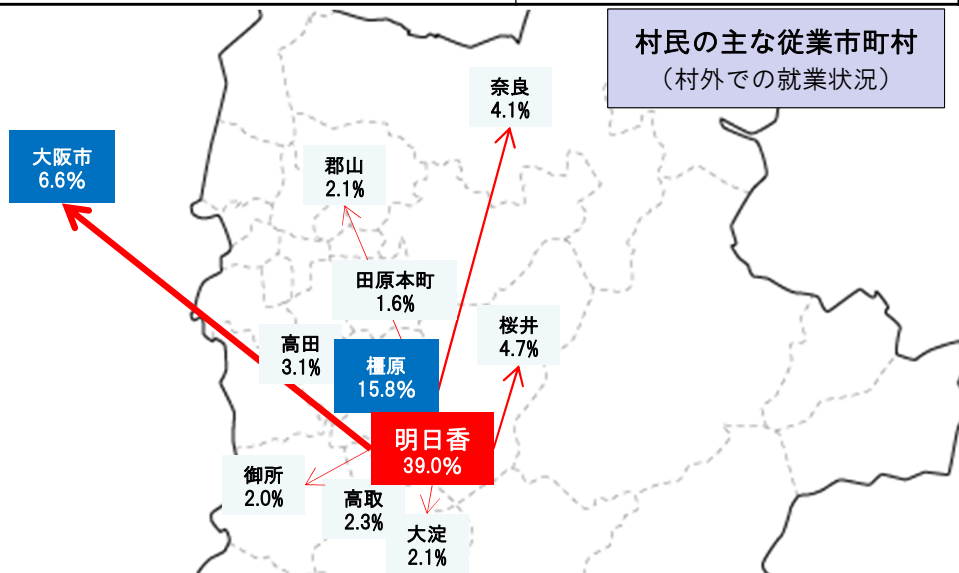 村民の主な従業市町村
（村外での就業状況）
奈良
4.1%
大阪市
6.6%
郡山
2.1%
田原本町
1.6%
桜井
4.7%
高田
3.1%
橿原
15.8%
明日香
39.0%
御所
2.0%
高取
2.3%
大淀
2.1%